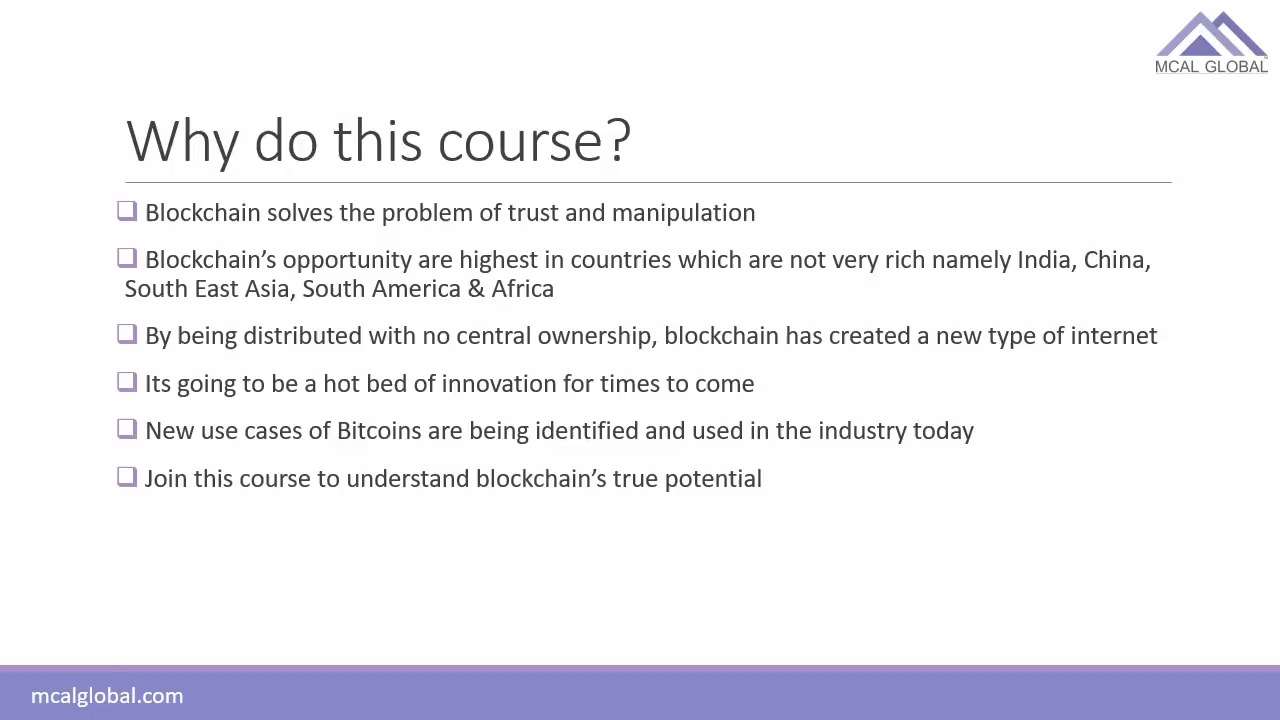 MCAL GLOBAL
Why do this course?
Blockchain solves the problem of trust and manipulation
Blockchain’s opportunity are highest in countries which are not very rich namely India, China,
South East Asia, South America & Africa
By being distributed with no central ownership, blockchain has created a new type of internet
Its going to be a hot bed of innovation for times to come
New use cases of Bitcoins are being identified and used in the industry today
Join this course to understand blockchain’s true potential
mcalglobal.com